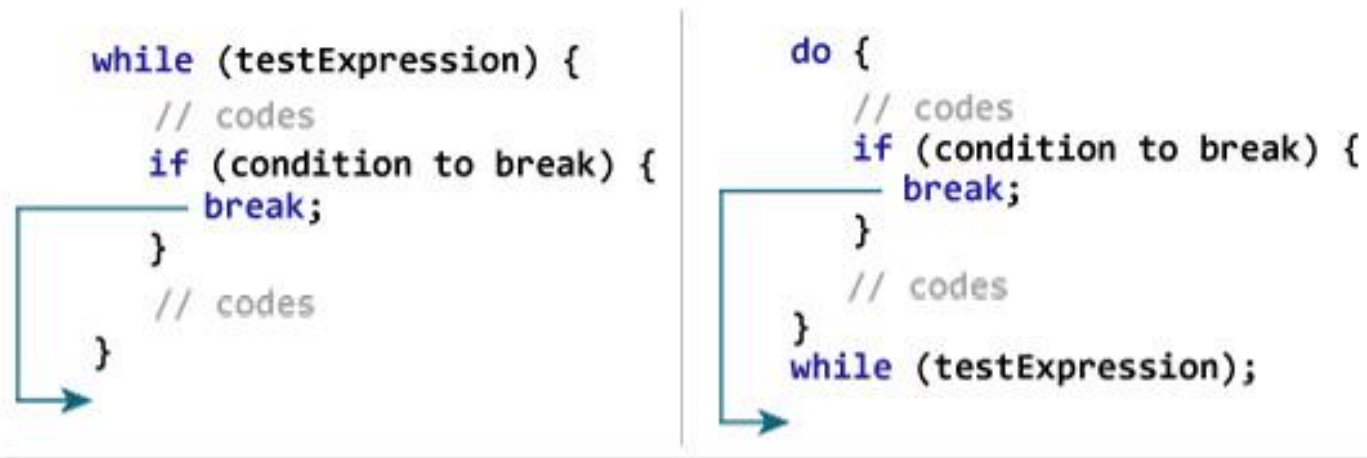 while (testExpression) {
// codes
if (condition to break) {
break;
}
// codes
}
do {
// codes
if (condition to break) {
break;
}
// codes
}
while (testExpression);